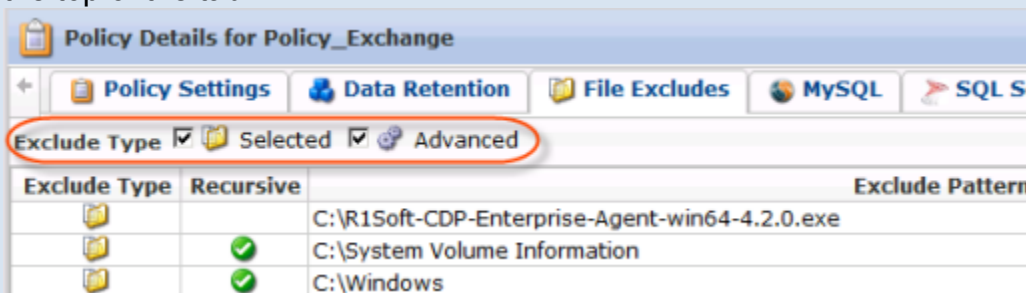 Policy Details for Policy_Exchange
Policy Settings Data Retention File Excludes MySQL SQL S
Exclude Type Selected Advanced
Exclude Type Recursive Exclude Pattern
C:\R1Soft-CDP-Enterprise-Agent-win64-4.2.0.exe
C:\System Volume Information
C:\Windows